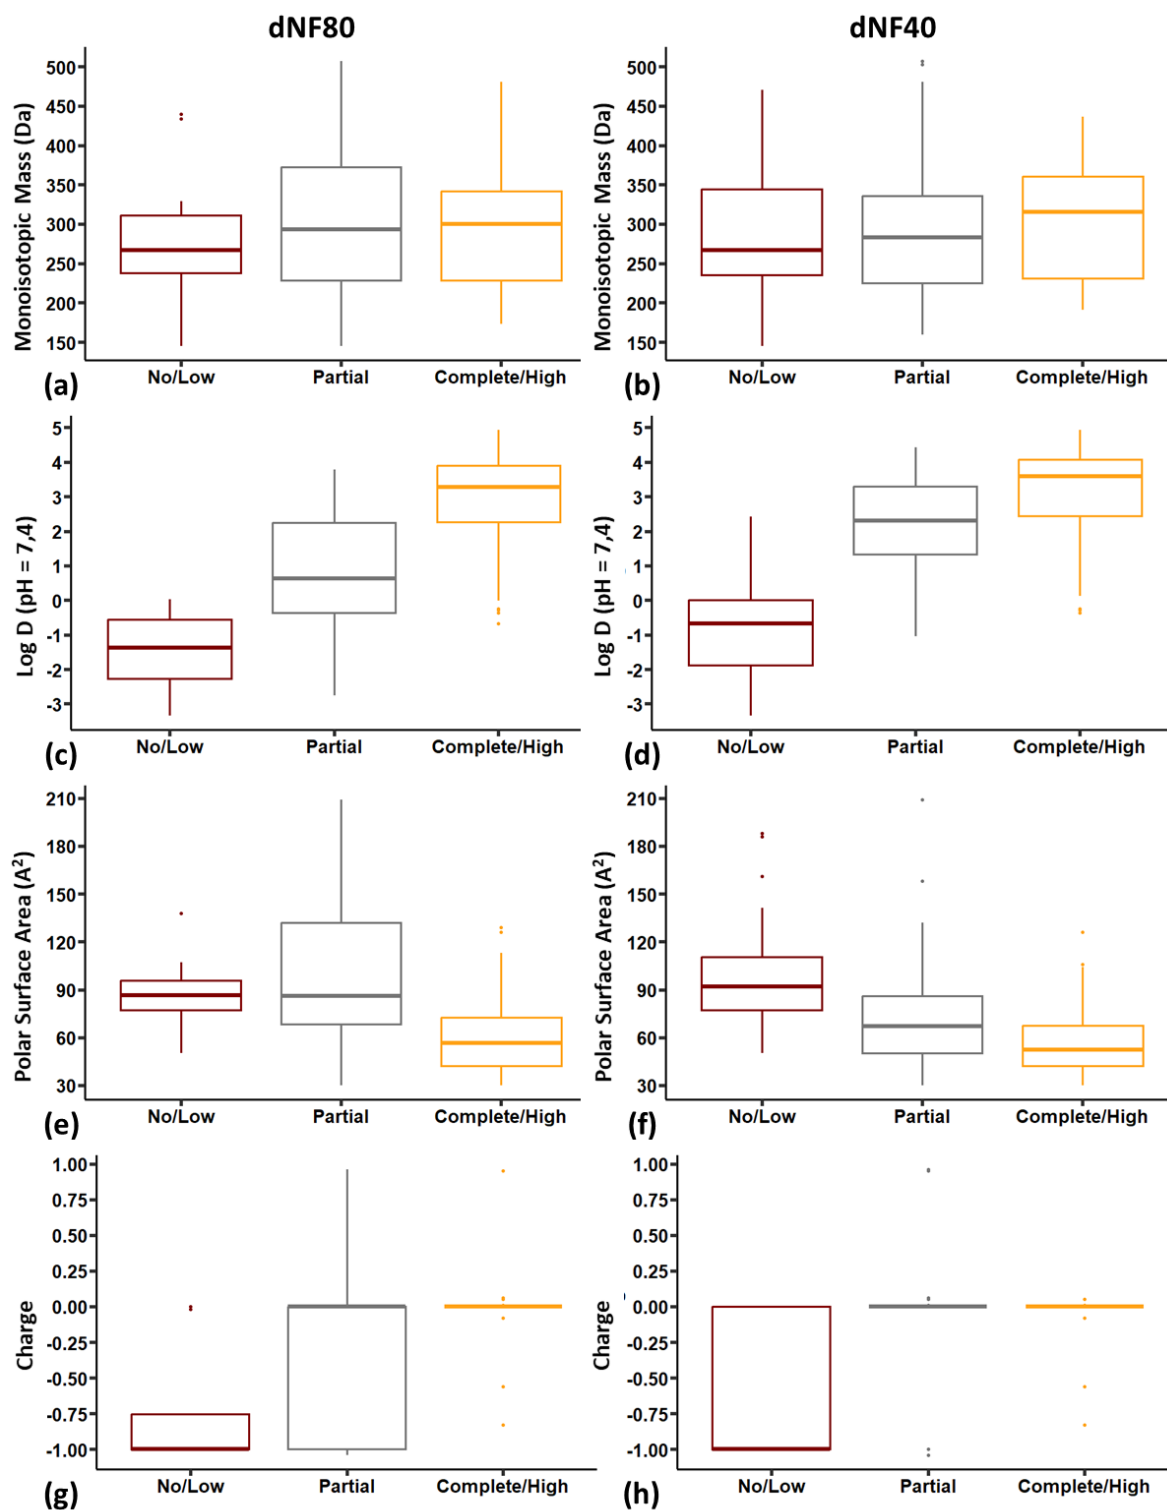 dNF80
dNF40
Monoisotopic Mass (Da)
500
450
400
350
300
250
200
150
No/Low
Partial
Complete/High
(a)
Monoisotopic Mass (Da)
500
450
400
350
300
250
200
150
No/Low
Partial
Complete/High
(b)
Log D (pH = 7,4)
5
4
3
2
1
0
-1
-2
-3
No/Low
Partial
Complete/High
(c)
Log D (pH = 7,4)
5
4
3
2
1
0
-1
-2
-3
No/Low
Partial
Complete/High
(d)
Polar Surface Area (A²)
210
180
150
120
90
60
30
No/Low
Partial
Complete/High
(e)
Polar Surface Area (A²)
210
180
150
120
90
60
30
No/Low
Partial
Complete/High
(f)
Charge
1.00
0.75
0.50
0.25
0.00
-0.25
-0.50
-0.75
-1.00
No/Low
Partial
Complete/High
(g)
Charge
1.00
0.75
0.50
0.25
0.00
-0.25
-0.50
-0.75
-1.00
No/Low
Partial
Complete/High
(h)